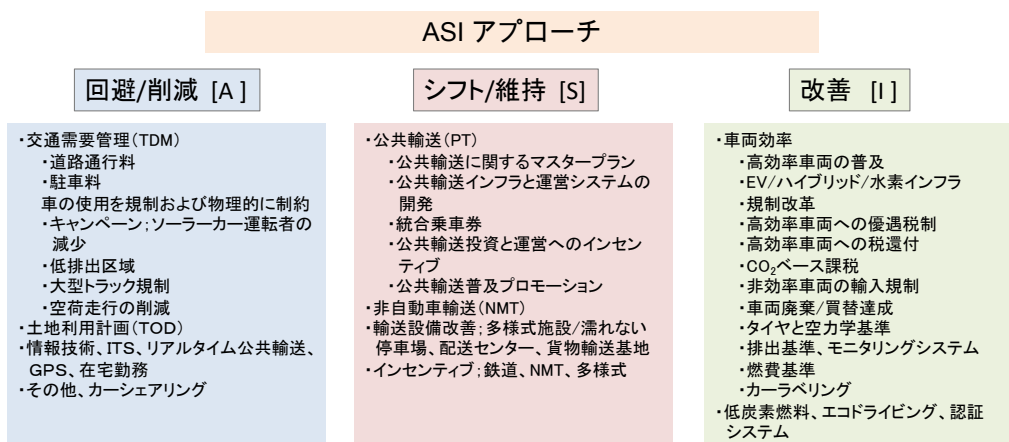 ASI アプローチ
回避/削減 [A ]
・交通需要管理(TDM)
・道路通行料
・駐車料
車の使用を規制および物理的に制約
・キャンペーン;ソーラーカー運転者の
減少
・低排出区域
・大型トラック規制
・空荷走行の削減
・土地利用計画(TOD)
・情報技術、ITS、リアルタイム公共輸送、
GPS、在宅勤務
・その他、カーシェアリング
シフト/維持 [S]
・公共輸送(PT)
・公共輸送に関するマスタープラン
・公共輸送インフラと運営システムの
開発
・統合乗車券
・公共輸送投資と運営へのインセン
ティブ
・公共輸送普及プロモーション
・非自動車輸送(NMT)
・輸送設備改善;多様式施設/濡れない
停車場、配送センター、貨物輸送基地
・インセンティブ;鉄道、NMT、多様式
改善 [I ]
・車両効率
・高効率車両の普及
・EV/ハイブリッド/水素インフラ
・規制改革
・高効率車両への優遇税制
・高効率車両への税還付
・CO₂ベース課税
・非効率車両の輸入規制
・車両廃棄/買替達成
・タイヤと空力学基準
・排出基準、モニタリングシステム
・燃費基準
・カーラベリング
・低炭素燃料、エコドライビング、認証
システム